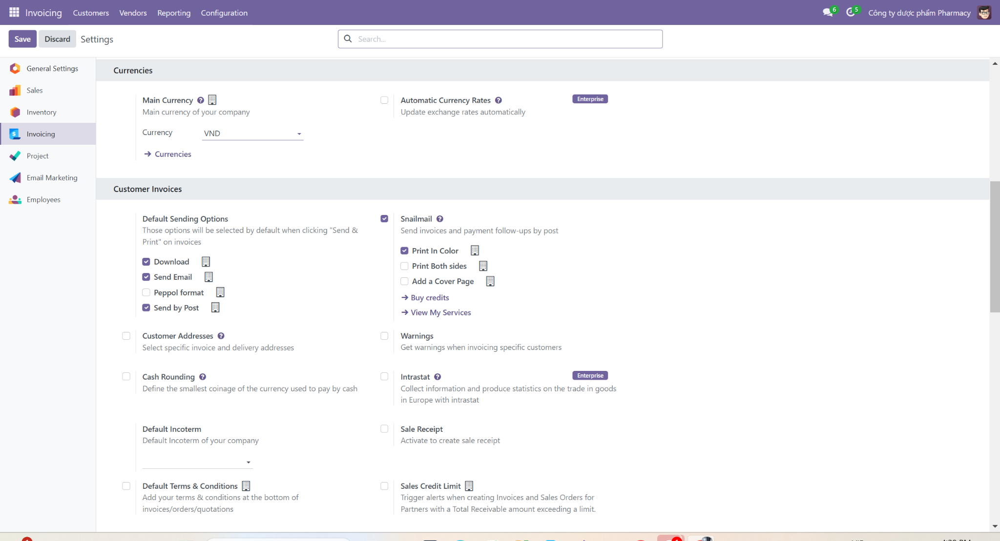 Invoicing
Customers
Vendors
Reporting
Configuration
6
5
Công ty dược phẩm Pharmacy
Save
Discard
Settings
Search...
General Settings
Sales
Inventory
Invoicing
Project
Email Marketing
Employees
Currencies
Main Currency
Main currency of your company
Currency
VND
Currencies
Automatic Currency Rates
Enterprise
Update exchange rates automatically
Customer Invoices
Default Sending Options
Those options will be selected by default when clicking "Send &
Print" on invoices
Download
Send Email
Peppol format
Send by Post
Snailmail
Send invoices and payment follow-ups by post
Print In Color
Print Both sides
Add a Cover Page
Buy credits
View My Services
Customer Addresses
Select specific invoice and delivery addresses
Warnings
Get warnings when invoicing specific customers
Cash Rounding
Define the smallest coinage of the currency used to pay by cash
Intrastat
Enterprise
Collect information and produce statistics on the trade in goods
in Europe with intrastat
Default Incoterm
Default Incoterm of your company
Sale Receipt
Activate to create sale receipt
Default Terms & Conditions
Add your terms & conditions at the bottom of
invoices/orders/quotations
Sales Credit Limit
Trigger alerts when creating Invoices and Sales Orders for
Partners with a Total Receivable amount exceeding a limit.